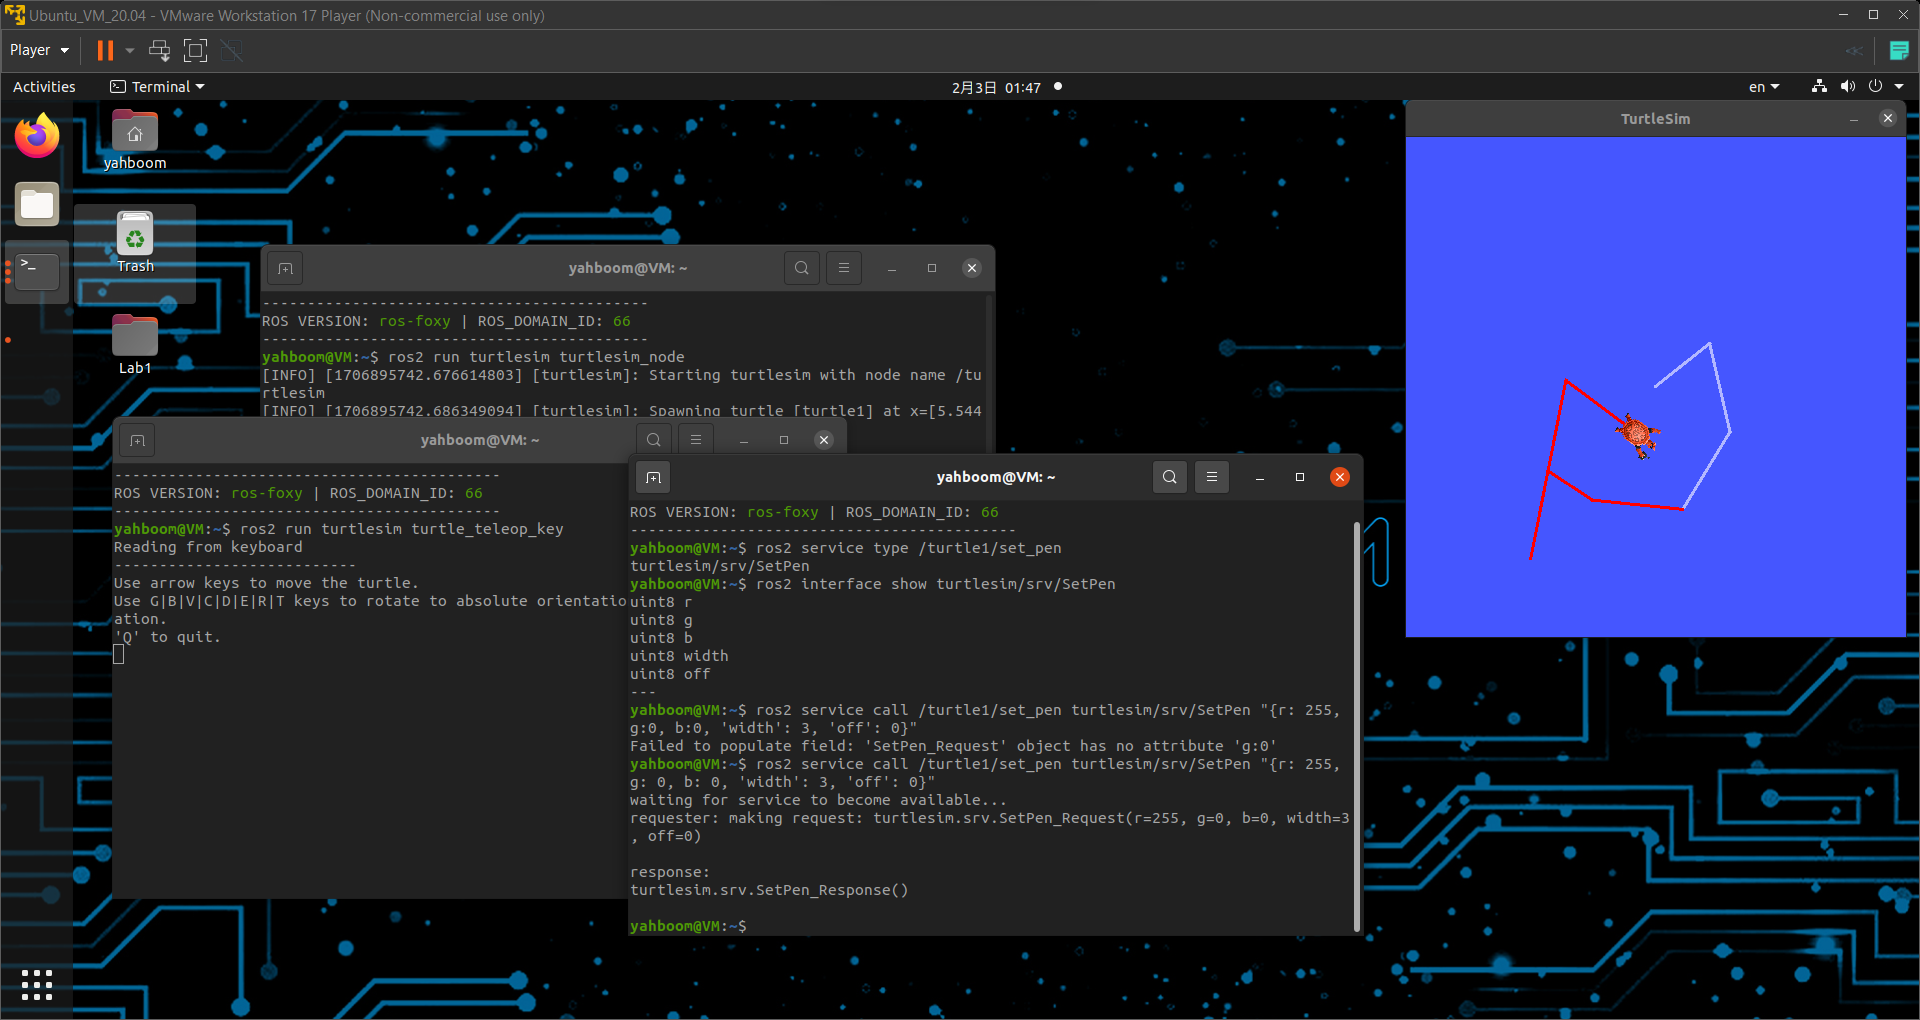 Ubuntu_VM_20.04 - VMware Workstation 17 Player (Non-commercial use only)
Player
Activities
Terminal
2月3日 01:47
en
yahboom
Trash
Lab1
TurtleSim
yahboom@VM: ~
------------------------------------------
ROS VERSION: ros-foxy | ROS_DOMAIN_ID: 66
------------------------------------------
yahboom@VM:~$ ros2 run turtlesim turtlesim_node
[INFO] [1706895742.676614803] [turtlesim]: Starting turtlesim with node name /tu
rtlesim
[INFO] [1706895742.686349094] [turtlesim]: Spawning turtle [turtle1] at x=[5.544
yahboom@VM: ~
------------------------------------------
ROS VERSION: ros-foxy | ROS_DOMAIN_ID: 66
------------------------------------------
yahboom@VM:~$ ros2 run turtlesim turtle_teleop_key
Reading from keyboard
---------------------------
Use arrow keys to move the turtle.
Use G|B|V|C|D|E|R|T keys to rotate to absolute orientatio
ation.
'Q' to quit.
yahboom@VM: ~
ROS VERSION: ros-foxy | ROS_DOMAIN_ID: 66
------------------------------------------
yahboom@VM:~$ ros2 service type /turtle1/set_pen
turtlesim/srv/SetPen
yahboom@VM:~$ ros2 interface show turtlesim/srv/SetPen
uint8 r
uint8 g
uint8 b
uint8 width
uint8 off
---
yahboom@VM:~$ ros2 service call /turtle1/set_pen turtlesim/srv/SetPen "{r: 255,
g:0, b:0, 'width': 3, 'off': 0}"
Failed to populate field: 'SetPen_Request' object has no attribute 'g:0'
yahboom@VM:~$ ros2 service call /turtle1/set_pen turtlesim/srv/SetPen "{r: 255,
g: 0, b: 0, 'width': 3, 'off': 0}"
waiting for service to become available...
requester: making request: turtlesim.srv.SetPen_Request(r=255, g=0, b=0, width=3
, off=0)
response:
turtlesim.srv.SetPen_Response()
yahboom@VM:~$